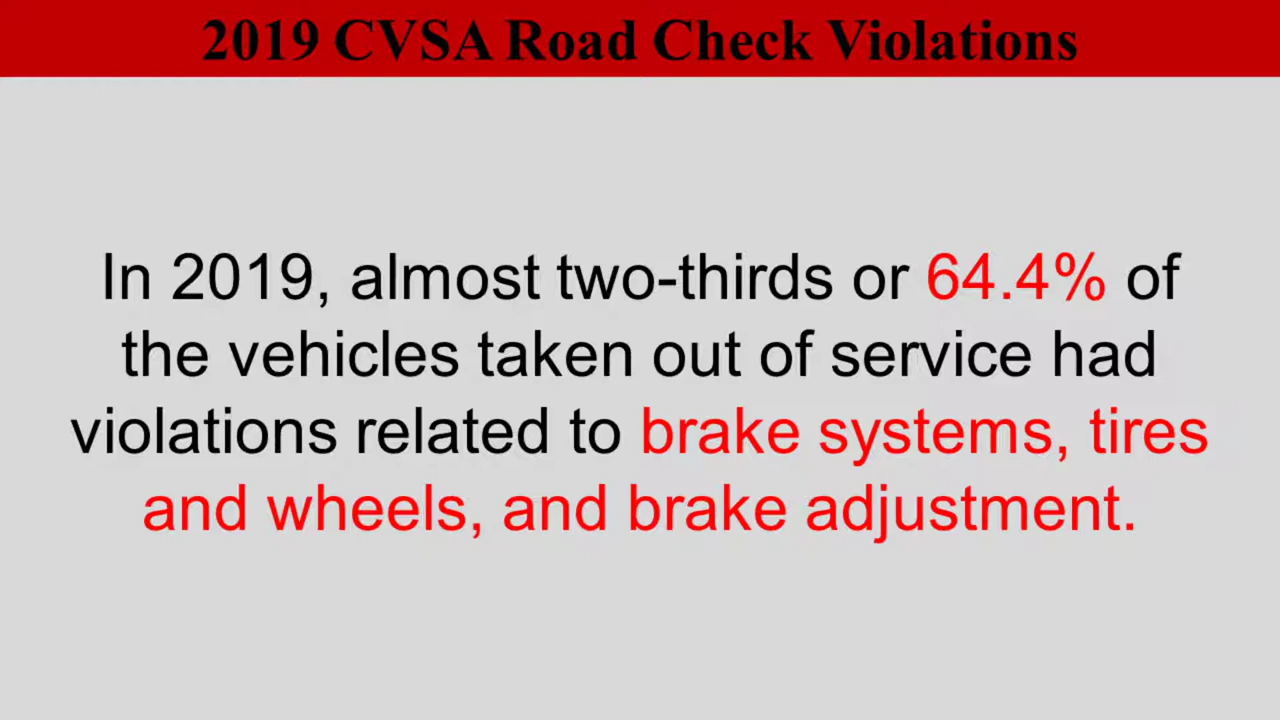 2019 CVSA Road Check Violations
In 2019, almost two-thirds or 64.4% of
the vehicles taken out of service had
violations related to brake systems, tires
and wheels, and brake adjustment.